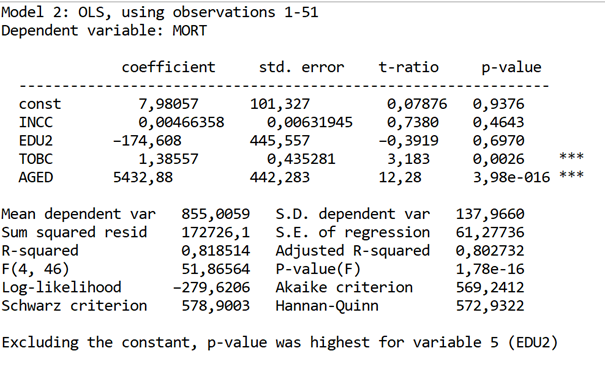 Model 2: OLS, using observations 1-51
Dependent variable: MORT
coefficient std. error t-ratio p-value
---------------------------------------------------------------
const 7,98057 101,327 0,07876 0,9376
INCC 0,00466358 0,00631945 0,7380 0,4643
EDU2 −174,608 445,557 −0,3919 0,6970
TOBC 1,38557 0,435281 3,183 0,0026 ***
AGED 5432,88 442,283 12,28 3,98e-016 ***
Mean dependent var 855,0059 S.D. dependent var 137,9660
Sum squared resid 172726,1 S.E. of regression 61,27736
R-squared 0,818514 Adjusted R-squared 0,802732
F(4, 46) 51,86564 P-value(F) 1,78e-16
Log-likelihood −279,6206 Akaike criterion 569,2412
Schwarz criterion 578,9003 Hannan-Quinn 572,9322
Excluding the constant, p-value was highest for variable 5 (EDU2)